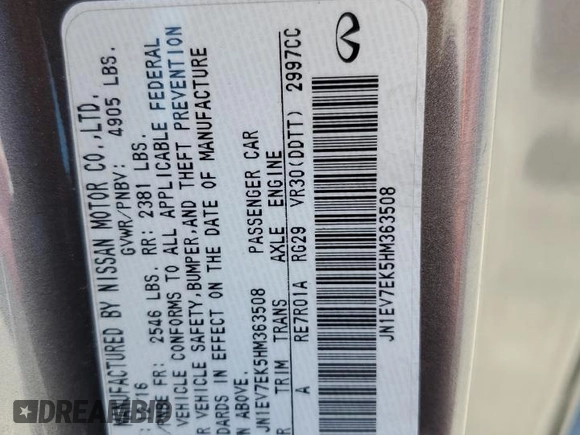 MANUFACTURED BY NISSAN MOTOR CO.,LTD.
16 GVWR/PNBV: 4905 LBS.
FR: 2546 LBS. RR: 2381 LBS.
VEHICLE CONFORMS TO ALL APPLICABLE FEDERAL
VEHICLE SAFETY,BUMPER,AND THEFT PREVENTION
DARDS IN EFFECT ON THE DATE OF MANUFACTURE
N ABOVE.
JN1EV7EK5HM363508 PASSENGER CAR
TRIM TRANS AXLE ENGINE
A RE7R01A RG29 VR30(DDTT) 2997CC
JN1EV7EK5HM363508
DREAMBID